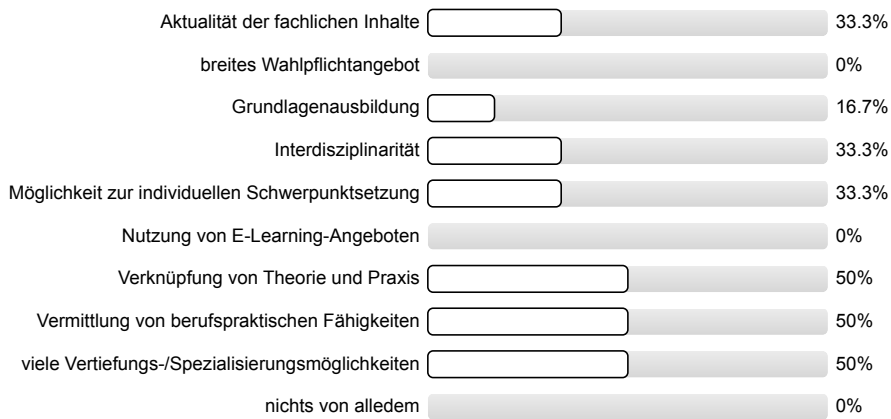 Aktualität der fachlichen Inhalte 33.3%
breites Wahlpflichtangebot 0%
Grundlagenausbildung 16.7%
Interdisziplinarität 33.3%
Möglichkeit zur individuellen Schwerpunktsetzung 33.3%
Nutzung von E-Learning-Angeboten 0%
Verknüpfung von Theorie und Praxis 50%
Vermittlung von berufspraktischen Fähigkeiten 50%
viele Vertiefungs-/Spezialisierungsmöglichkeiten 50%
nichts von alledem 0%